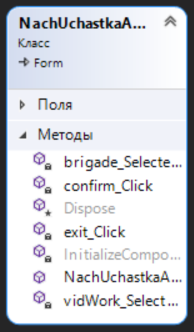 NachUchastkaA...
Класс
Form
Поля
Методы
brigade_Selecte...
confirm_Click
Dispose
exit_Click
InitializeCompo...
NachUchastkaA...
vidWork_Select...